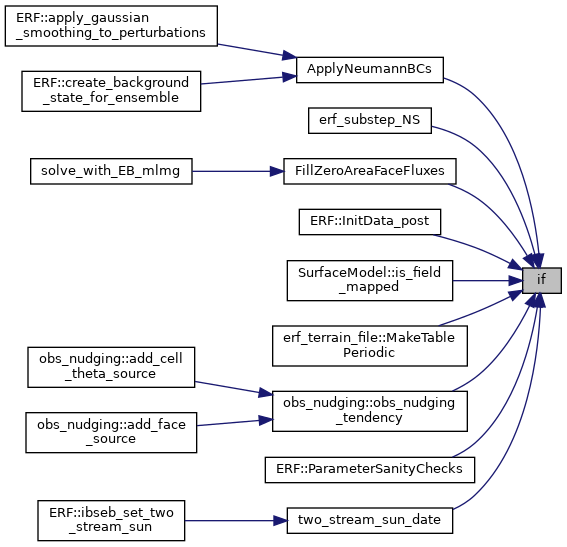 ERF::apply_gaussian
_smoothing_to_perturbations
ApplyNeumannBCs
ERF::create_background
_state_for_ensemble
erf_substep_NS
solve_with_EB_mlmg
FillZeroAreaFaceFluxes
ERF::InitData_post
if
SurfaceModel::is_field
_mapped
erf_terrain_file::MakeTable
Periodic
obs_nudging::add_cell
_theta_source
obs_nudging::obs_nudging
_tendency
obs_nudging::add_face
_source
ERF::ParameterSanityChecks
ERF::ibseb_set_two
_stream_sun
two_stream_sun_date